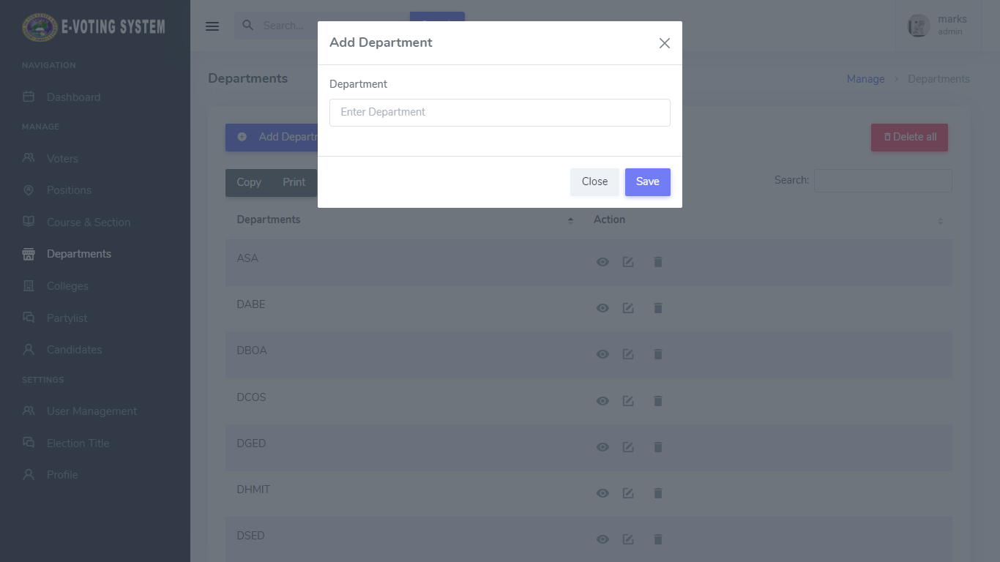 E-VOTING SYSTEM
NAVIGATION
Dashboard
MANAGE
Voters
Positions
Course & Section
Departments
Colleges
Partylist
Candidates
SETTINGS
User Management
Election Title
Profile
Search...
marks
admin
Departments
Manage > Departments
Add Departm
Delete all
Copy Print
Search:
Add Department
Department
Enter Department
Close Save
Departments Action
ASA
DABE
DBOA
DCOS
DGED
DHMIT
DSED